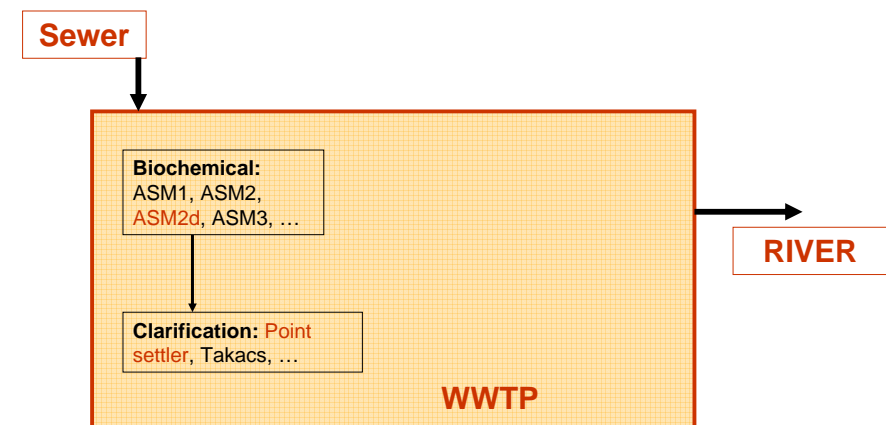 Sewer
Biochemical:
ASM1, ASM2,
ASM2d, ASM3, …
RIVER
Clarification: Point
settler, Takacs, …
WWTP